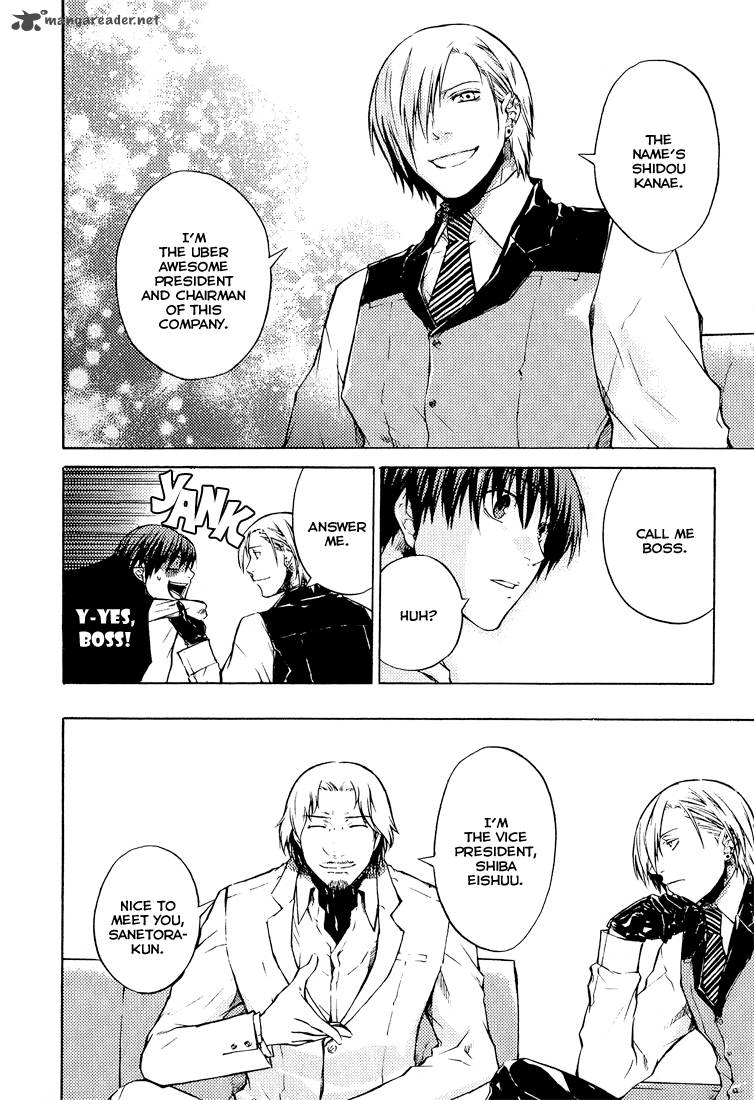 mangareader.net
THE
NAME'S
SHIDOU
KANAE.
I'M
THE UBER
AWESOME
PRESIDENT
AND CHAIRMAN
OF THIS
COMPANY.
CALL ME
BOSS.
HUH?
ANSWER
ME.
YANK
Y-YES,
BOSS!
I'M
THE VICE
PRESIDENT,
SHIBA
EISHUU.
NICE TO
MEET YOU,
SANETORA-
KUN.